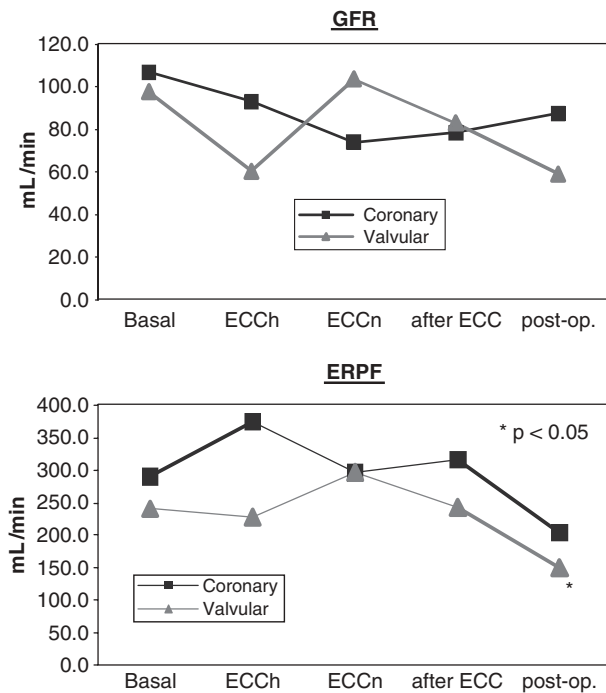 GFR
120.0
100.0
80.0
60.0
40.0
20.0
0.0
mL/min
Coronary
Valvular
Basal ECCh ECCn after ECC post-op.
ERPF
400.0
350.0
300.0
250.0
200.0
150.0
100.0
50.0
0.0
mL/min
* p < 0.05
*
Coronary
Valvular
Basal ECCh ECCn after ECC post-op.